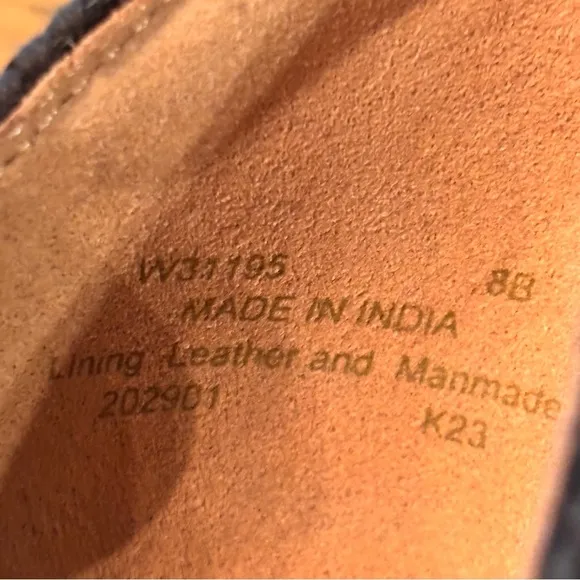 W31195 8B
MADE IN INDIA
Lining Leather and Manmade
202901 K23